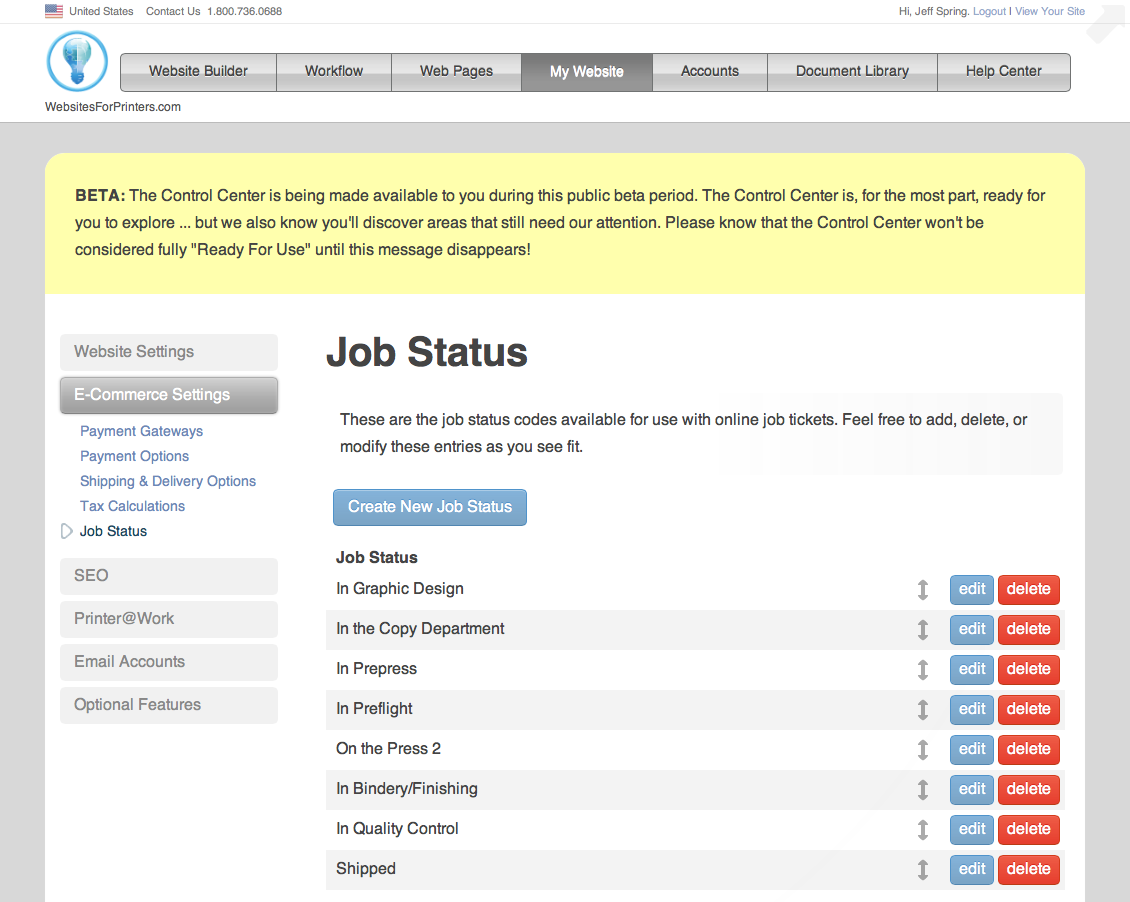 United States Contact Us 1.800.736.0688
Hi, Jeff Spring. Logout | View Your Site
Website Builder Workflow Web Pages My Website Accounts Document Library Help Center
WebsitesForPrinters.com
BETA: The Control Center is being made available to you during this public beta period. The Control Center is, for the most part, ready for
you to explore ... but we also know you'll discover areas that still need our attention. Please know that the Control Center won't be
considered fully "Ready For Use" until this message disappears!
Website Settings
E-Commerce Settings
Payment Gateways
Payment Options
Shipping & Delivery Options
Tax Calculations
Job Status
SEO
Printer@Work
Email Accounts
Optional Features
Job Status
These are the job status codes available for use with online job tickets. Feel free to add, delete, or
modify these entries as you see fit.
Create New Job Status
Job Status
In Graphic Design edit delete
In the Copy Department edit delete
In Prepress edit delete
In Preflight edit delete
On the Press 2 edit delete
In Bindery/Finishing edit delete
In Quality Control edit delete
Shipped edit delete